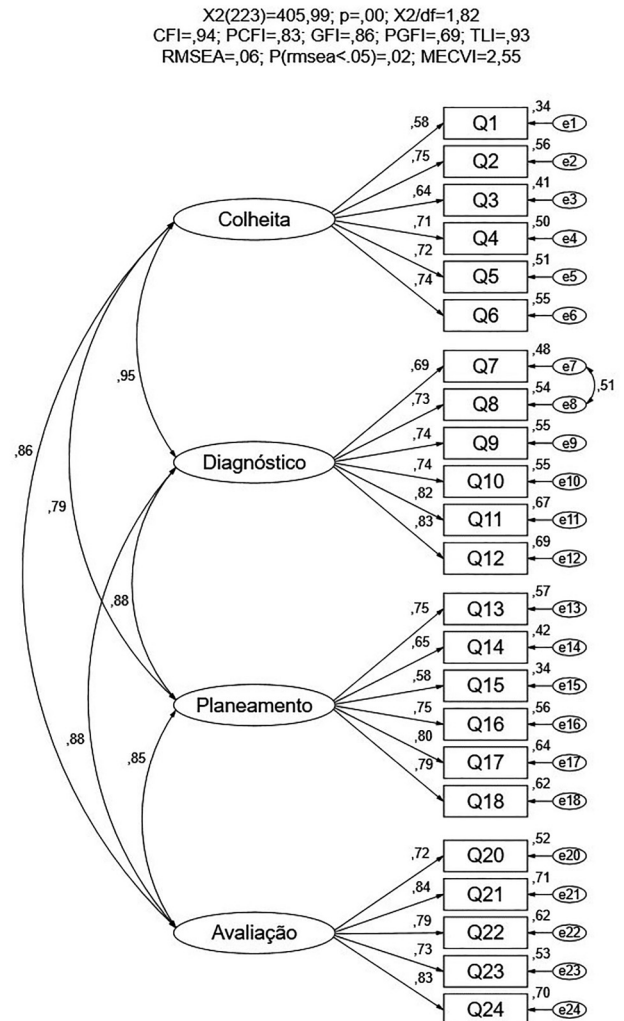 X2(223)=405,99; p=,00; X2/df=1,82
CFI=,94; PCFI=,83; GFI=,86; PGFI=,69; TLI=,93
RMSEA=,06; P(rmsea<.05)=,02; MECVI=2,55
,34
,58 Q1 e1
,56
,75 Q2 e2
,41
,64 Q3 e3
Colheita
,50
,71 Q4 e4
,51
,72 Q5 e5
,55
,74 Q6 e6
,48
,69 Q7 e7
,95
,51
,54
,73 Q8 e8
,55
,74 Q9 e9
,86
Diagnóstico
,55
,74 Q10 e10
,67
,82 Q11 e11
,79
,69
,83 Q12 e12
,57
,75 Q13 e13
,88
,42
,65 Q14 e14
,34
,58 Q15 e15
Planeamento
,56
,75 Q16 e16
,64
,80 Q17 e17
,88
,85
,62
,79 Q18 e18
,52
,72 Q20 e20
,71
,84 Q21 e21
,62
,79 Q22 e22
Avaliação
,53
,73 Q23 e23
,70
,83 Q24 e24